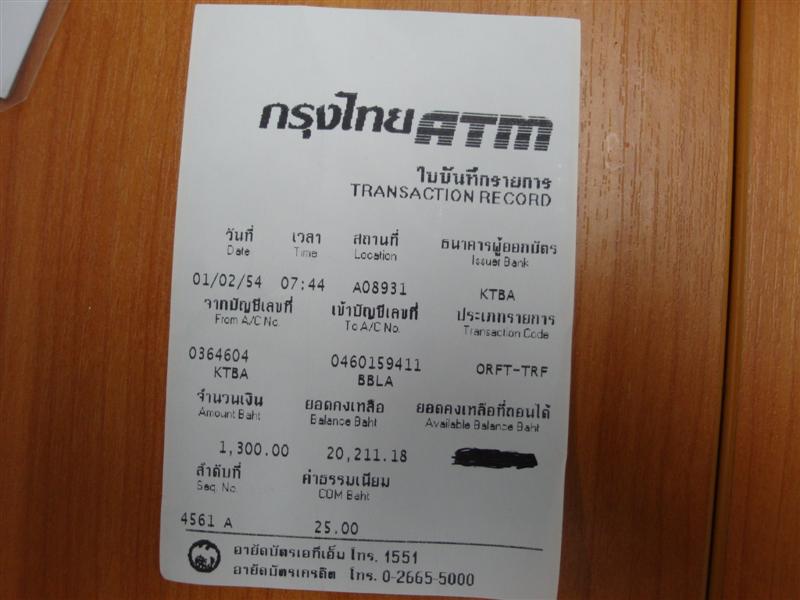 กรุงไทย ATM
ใบบันทึกรายการ
TRANSACTION RECORD
วันที่ เวลา สถานที่ ธนาคารผู้ออกบัตร
Date Time Location Issuer Bank
01/02/54 07:44 A08931 KTBA
จากบัญชีเลขที่ เข้าบัญชีเลขที่ ประเภทรายการ
From A/C No. To A/C No. Transaction Code
0364604 0460159411 ORFT-TRF
KTBA BBLA
จำนวนเงิน ยอดคงเหลือ ยอดคงเหลือที่ถอนได้
Amount Baht Balance Baht Available Balance Baht
1,300.00 20,211.18
ลำดับที่ ค่าธรรมเนียม
Seq. No. COM Baht
4561 A 25.00
อายัดบัตรเอทีเอ็ม โทร. 1551
อายัดบัตรเครดิต โทร. 0-2665-5000